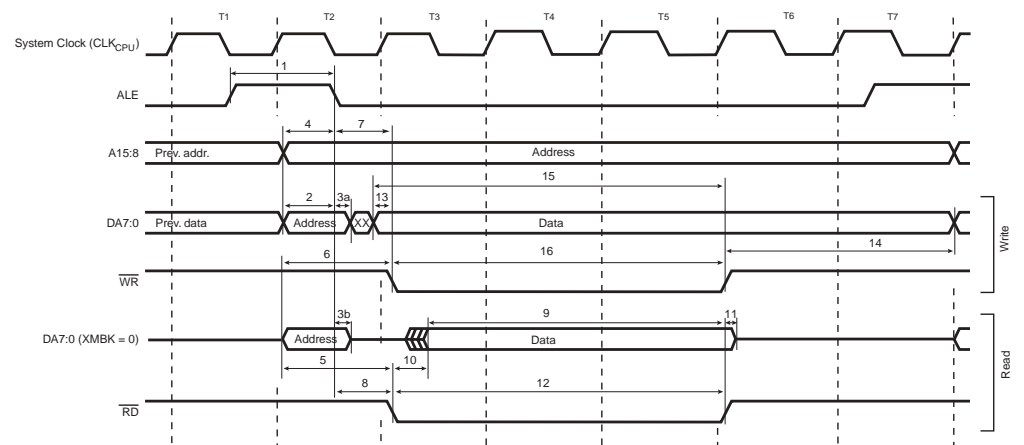 T1 T2 T3 T4 T5 T6 T7
System Clock (CLKCPU)
1
ALE
4 7
A15:8 Prev. addr. Address
15
2 3a 13
DA7:0 Prev. data Address XX Data
14
6 16
WR
Write
3b 9 11
DA7:0 (XMBK = 0) Address Data
5 10
8 12
RD
Read